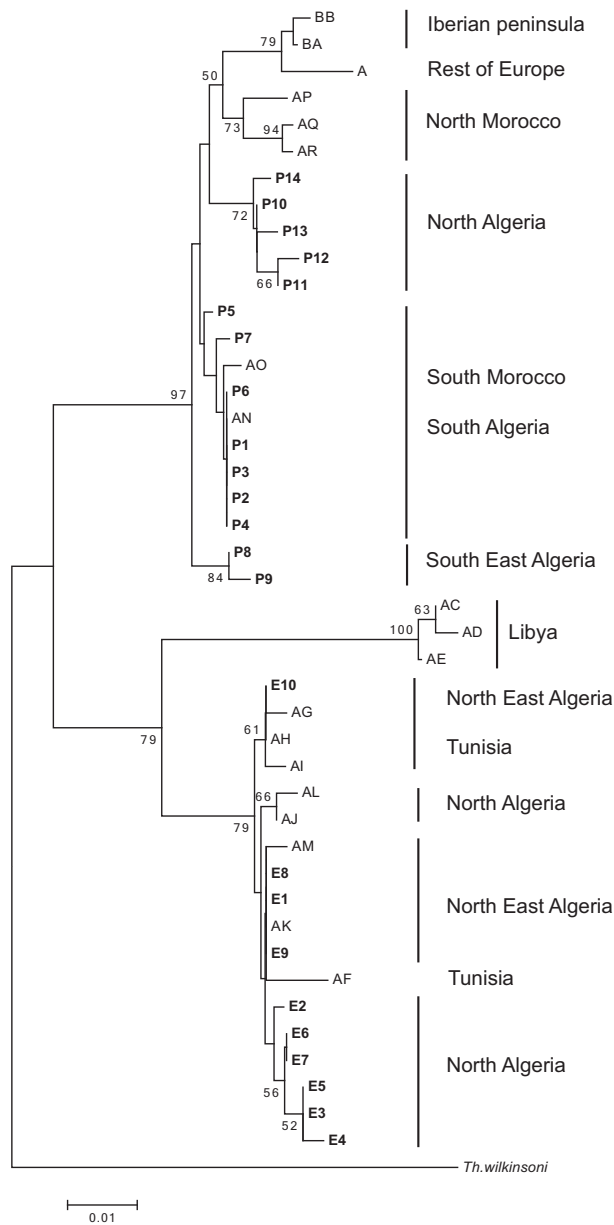 BB
Iberian peninsula
BA
79
A
Rest of Europe
50
AP
North Morocco
AQ
94
73
AR
P14
P10
North Algeria
72
P13
P12
66
P11
P5
P7
AO
South Morocco
P6
97
AN
South Algeria
P1
P3
P2
P4
P8
South East Algeria
84
P9
AC
63
Libya
AD
100
AE
E10
North East Algeria
AG
61
AH
Tunisia
AI
AL
66
North Algeria
AJ
79
79
AM
E8
E1
North East Algeria
AK
E9
AF
Tunisia
E2
E6
E7
North Algeria
E5
56
E3
52
E4
Th.wilkinsoni
0.01